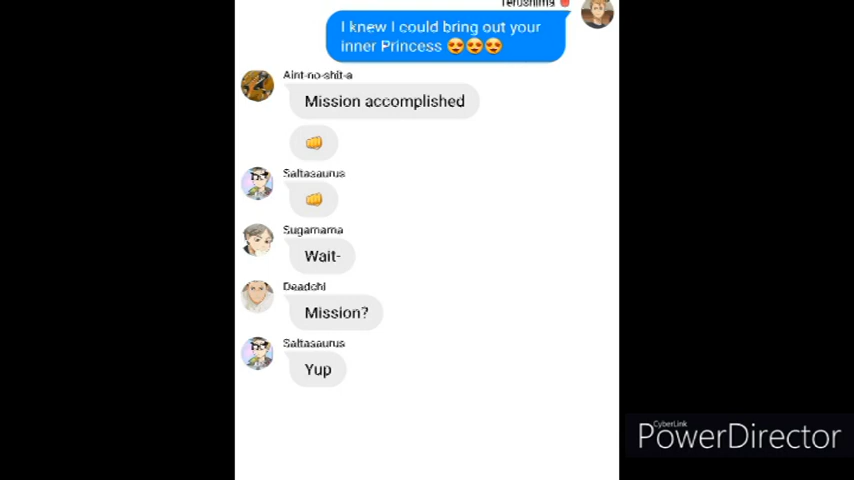 Terushima
I knew I could bring out your
inner Princess 😍😍😍
Aint-no-shit-a
Mission accomplished
👊
Saltasaurus
👊
Sugamama
Wait-
Deadchi
Mission?
Saltasaurus
Yup
CyberLink
PowerDirector